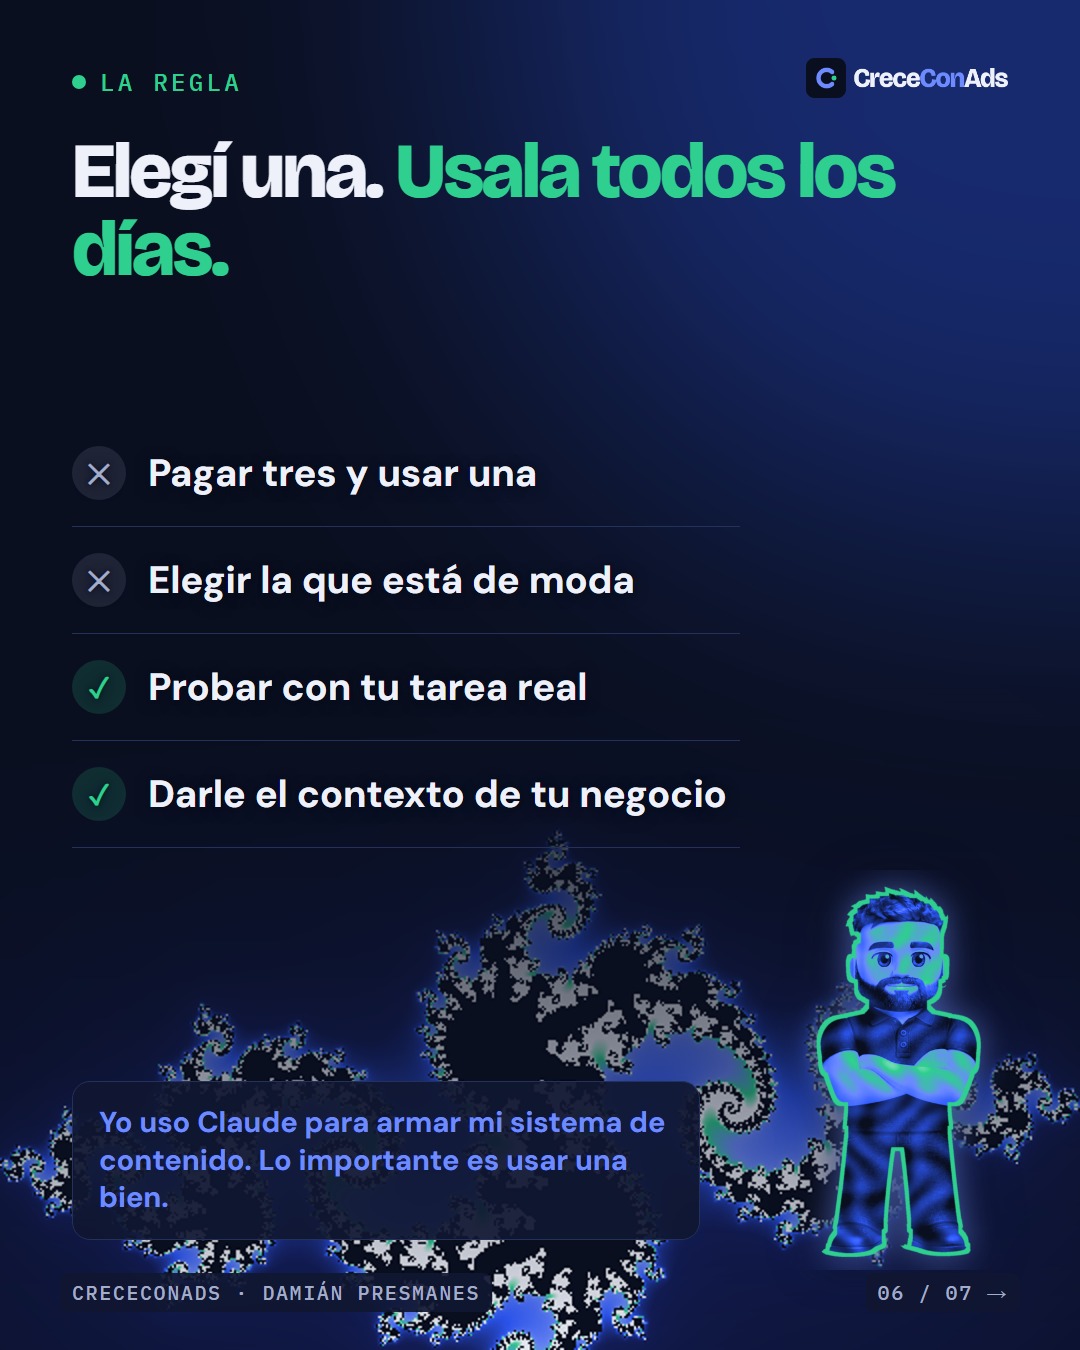 LA REGLA
CreceConAds
Elegí una. Usala todos los
días.
Pagar tres y usar una
Elegir la que está de moda
Probar con tu tarea real
Darle el contexto de tu negocio
Yo uso Claude para armar mi sistema de
contenido. Lo importante es usar una
bien.
CRECECONADS · DAMIÁN PRESMANES
06 / 07 →